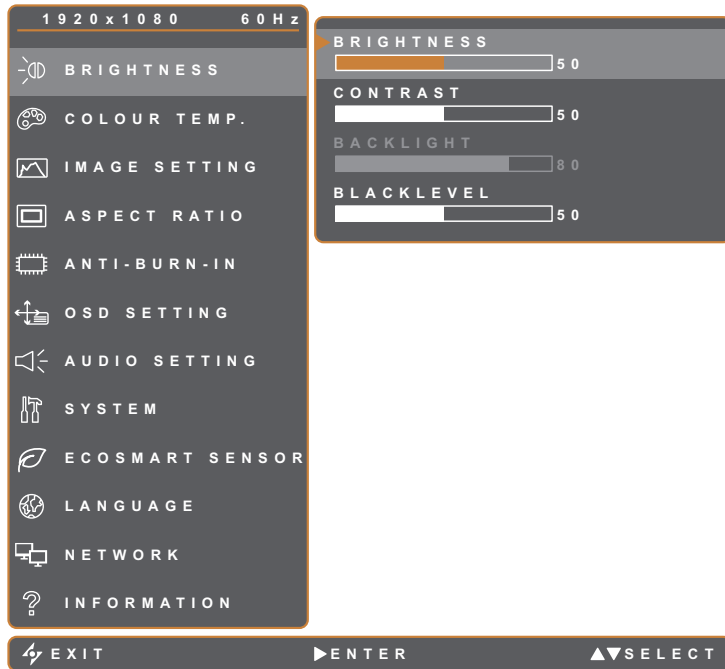 1920x1080 60Hz
BRIGHTNESS
COLOUR TEMP.
IMAGE SETTING
ASPECT RATIO
ANTI-BURN-IN
OSD SETTING
AUDIO SETTING
SYSTEM
ECOSMART SENSOR
LANGUAGE
NETWORK
INFORMATION
BRIGHTNESS
50
CONTRAST
50
BACKLIGHT
80
BLACKLEVEL
50
EXIT ENTER SELECT